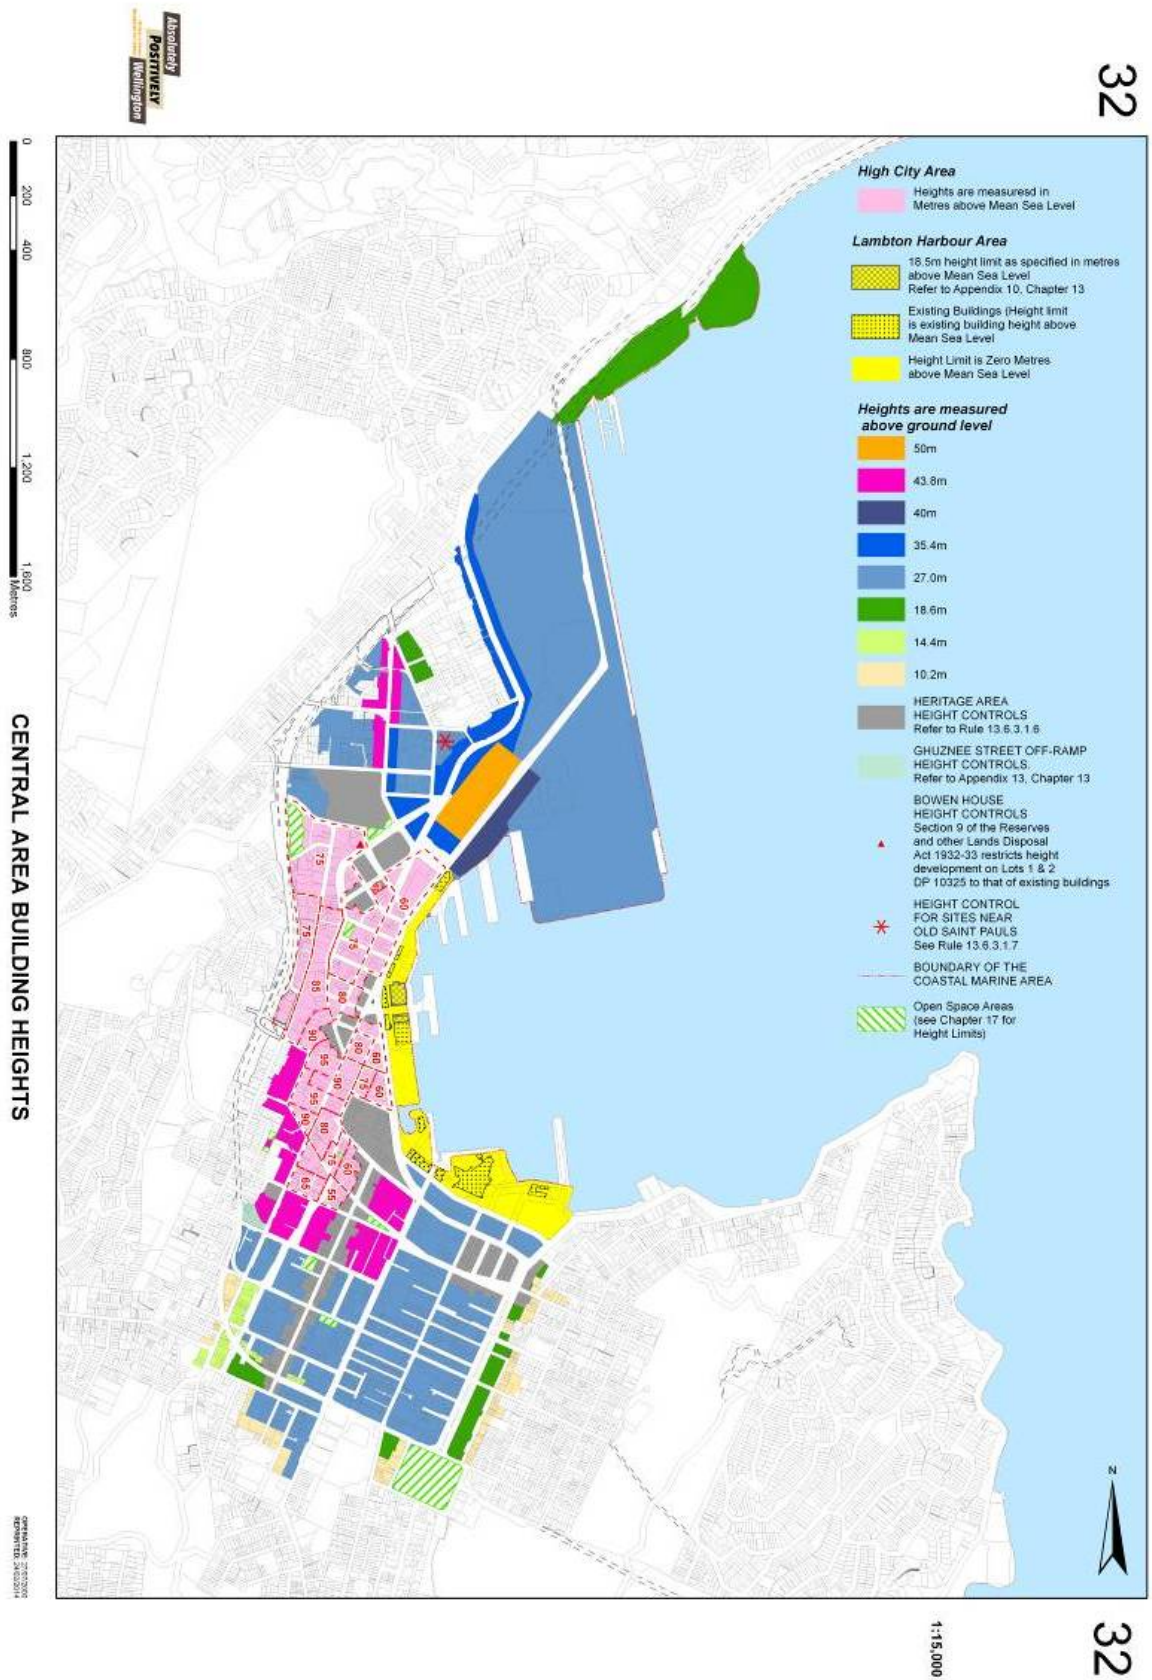 32
High City Area
Heights are measuresd in
Metres above Mean Sea Level
Lambton Harbour Area
18.5m height limit as specified in metres
above Mean Sea Level
Refer to Appendix 10, Chapter 13
Existing Buildings (Height limit
is existing building height above
Mean Sea Level
Height Limit is Zero Metres
above Mean Sea Level
Heights are measured
above ground level
50m
43.8m
40m
35.4m
27.0m
18.6m
14.4m
10.2m
HERITAGE AREA
HEIGHT CONTROLS
Refer to Rule 13.6.3.1.6
GHUZNEE STREET OFF-RAMP
HEIGHT CONTROLS.
Refer to Appendix 13, Chapter 13
BOWEN HOUSE
HEIGHT CONTROLS
Section 9 of the Reserves
and other Lands Disposal
Act 1932-33 restricts height
development on Lots 1 & 2
DP 10325 to that of existing buildings
HEIGHT CONTROL
FOR SITES NEAR
OLD SAINT PAULS
See Rule 13.6.3.1.7
BOUNDARY OF THE
COASTAL MARINE AREA
Open Space Areas
(see Chapter 17 for
Height Limits)
75
60
75
75
85
80
90
80
60
95
90
75
60
95
90
80
75
60
65
55
N
Absolutely
POSITIVELY
Wellington
0
200
400
800
1,200
1,600
Metres
CENTRAL AREA BUILDING HEIGHTS
1:15,000
32